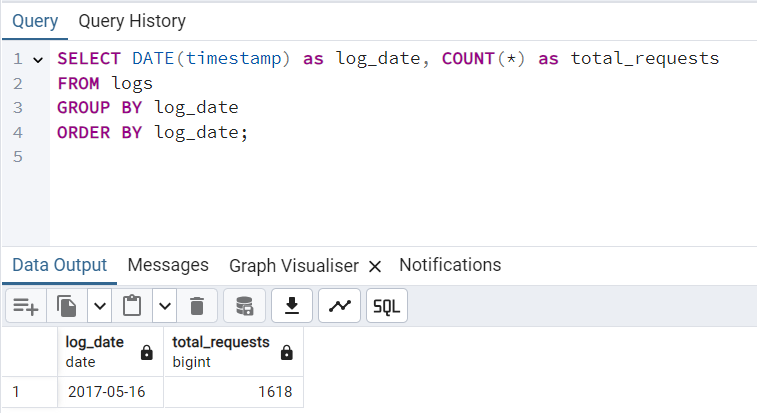 Query Query History
1 SELECT DATE(timestamp) as log_date, COUNT(*) as total_requests
2 FROM logs
3 GROUP BY log_date
4 ORDER BY log_date;
5
Data Output Messages Graph Visualiser Notifications
SQL
log_date total_requests
date bigint
1 2017-05-16 1618